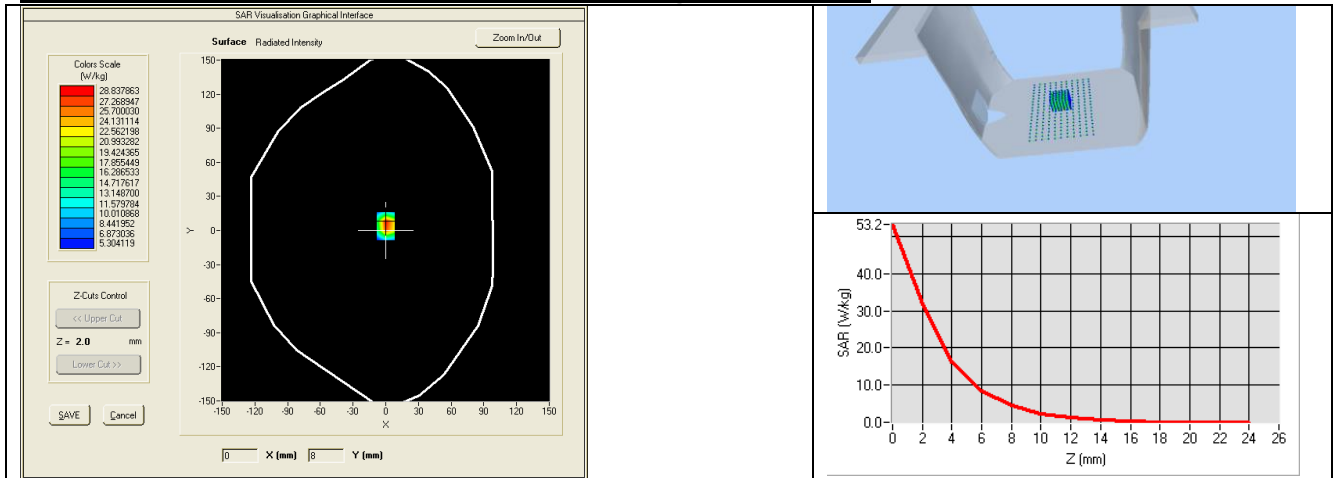 SAR Visualisation Graphical Interface
Surface Radiated Intensity
Zoom In/Out
Colors Scale
(W/kg)
28.837863
27.268947
25.700030
24.131114
22.562198
20.993282
19.424365
17.855449
16.286533
14.717617
13.148700
11.579784
10.010868
8.441952
6.873036
5.304119
Z-Cuts Control
<< Upper Cut
Z = 2.0 mm
Lower Cut >>
SAVE Cancel
150-
120-
90-
60-
30-
Y 0-
-30-
-60-
-90-
-120-
-150-
-150 -120 -90 -60 -30 0 30 60 90 120 150
X
0 X (mm) 8 Y (mm)
53.2-
40.0-
30.0-
20.0-
10.0-
0.0-
SAR (W/kg)
0 2 4 6 8 10 12 14 16 18 20 22 24 26
Z (mm)